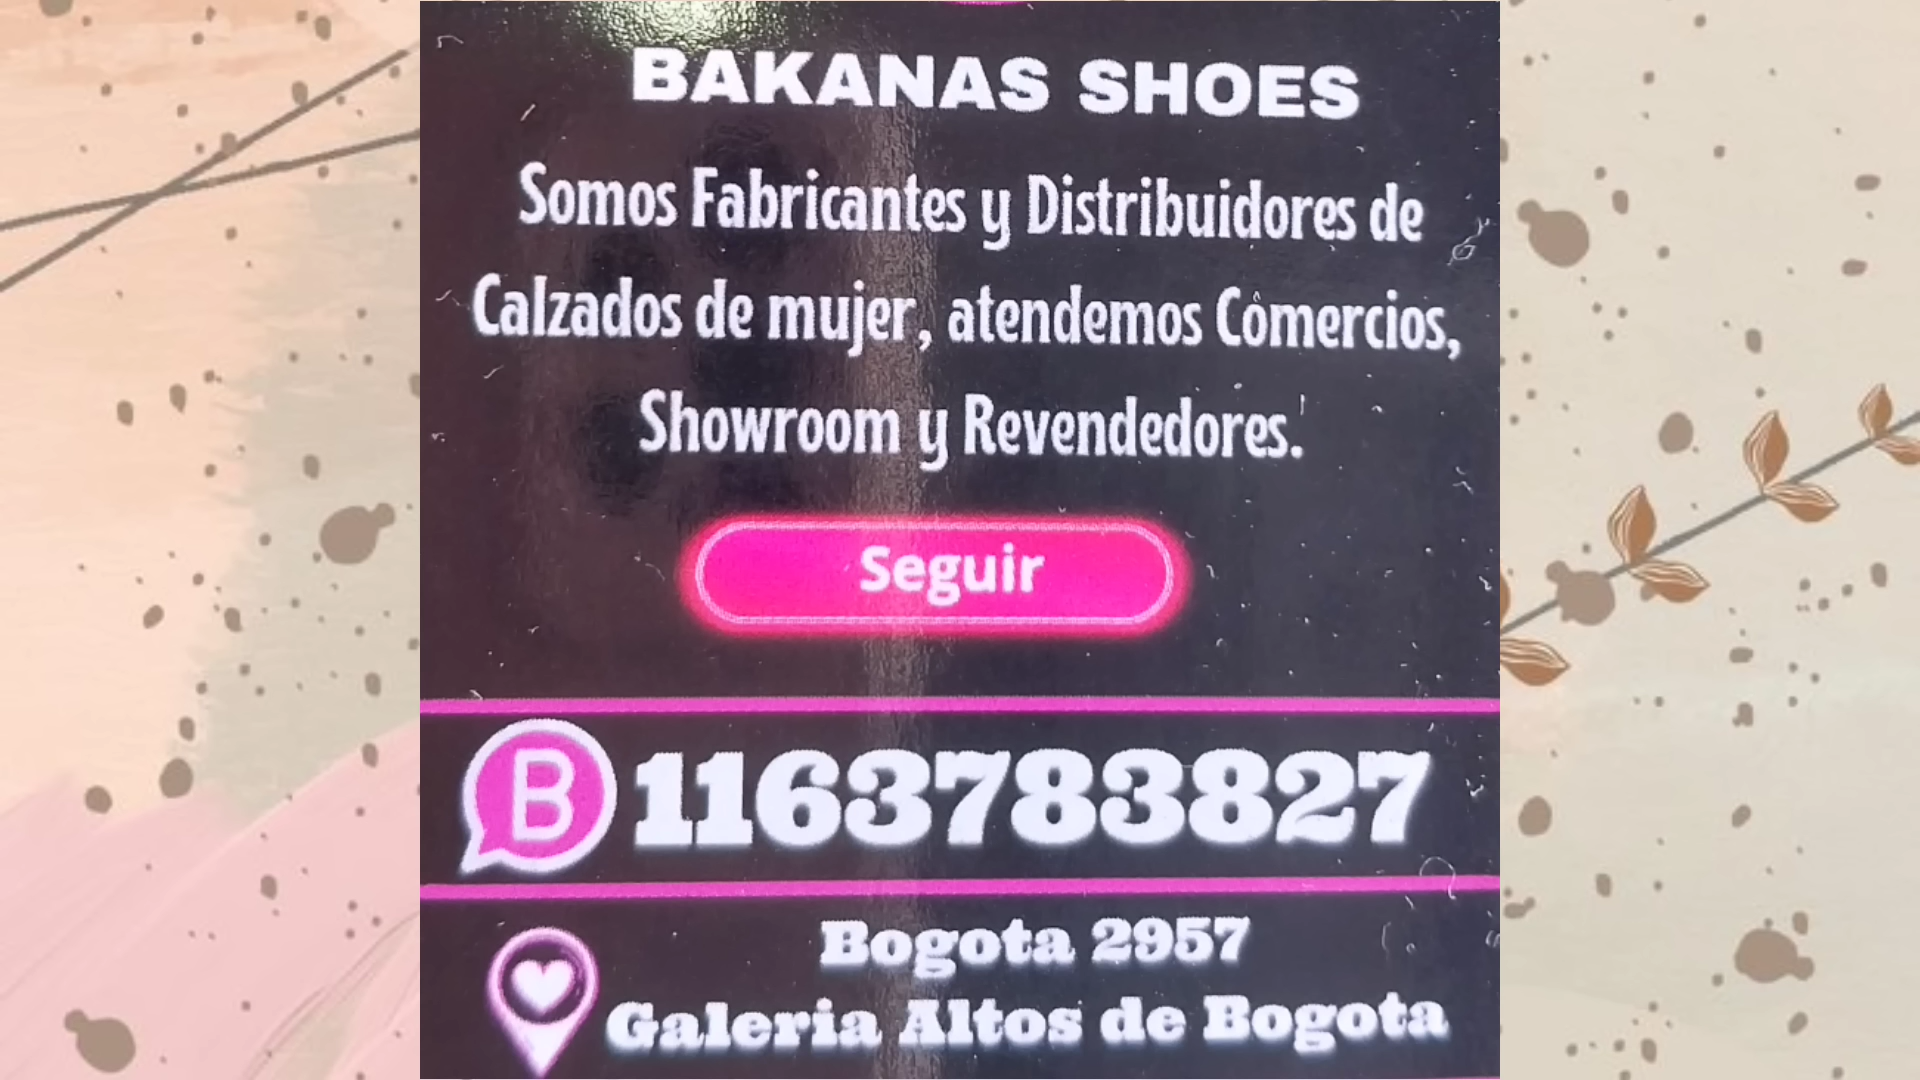 BAKANAS SHOES
Somos Fabricantes y Distribuidores de
Calzados de mujer, atendemos Comercios,
Showroom y Revendedores.
Seguir
B 1163783827
Bogota 2957
Galeria Altos de Bogota